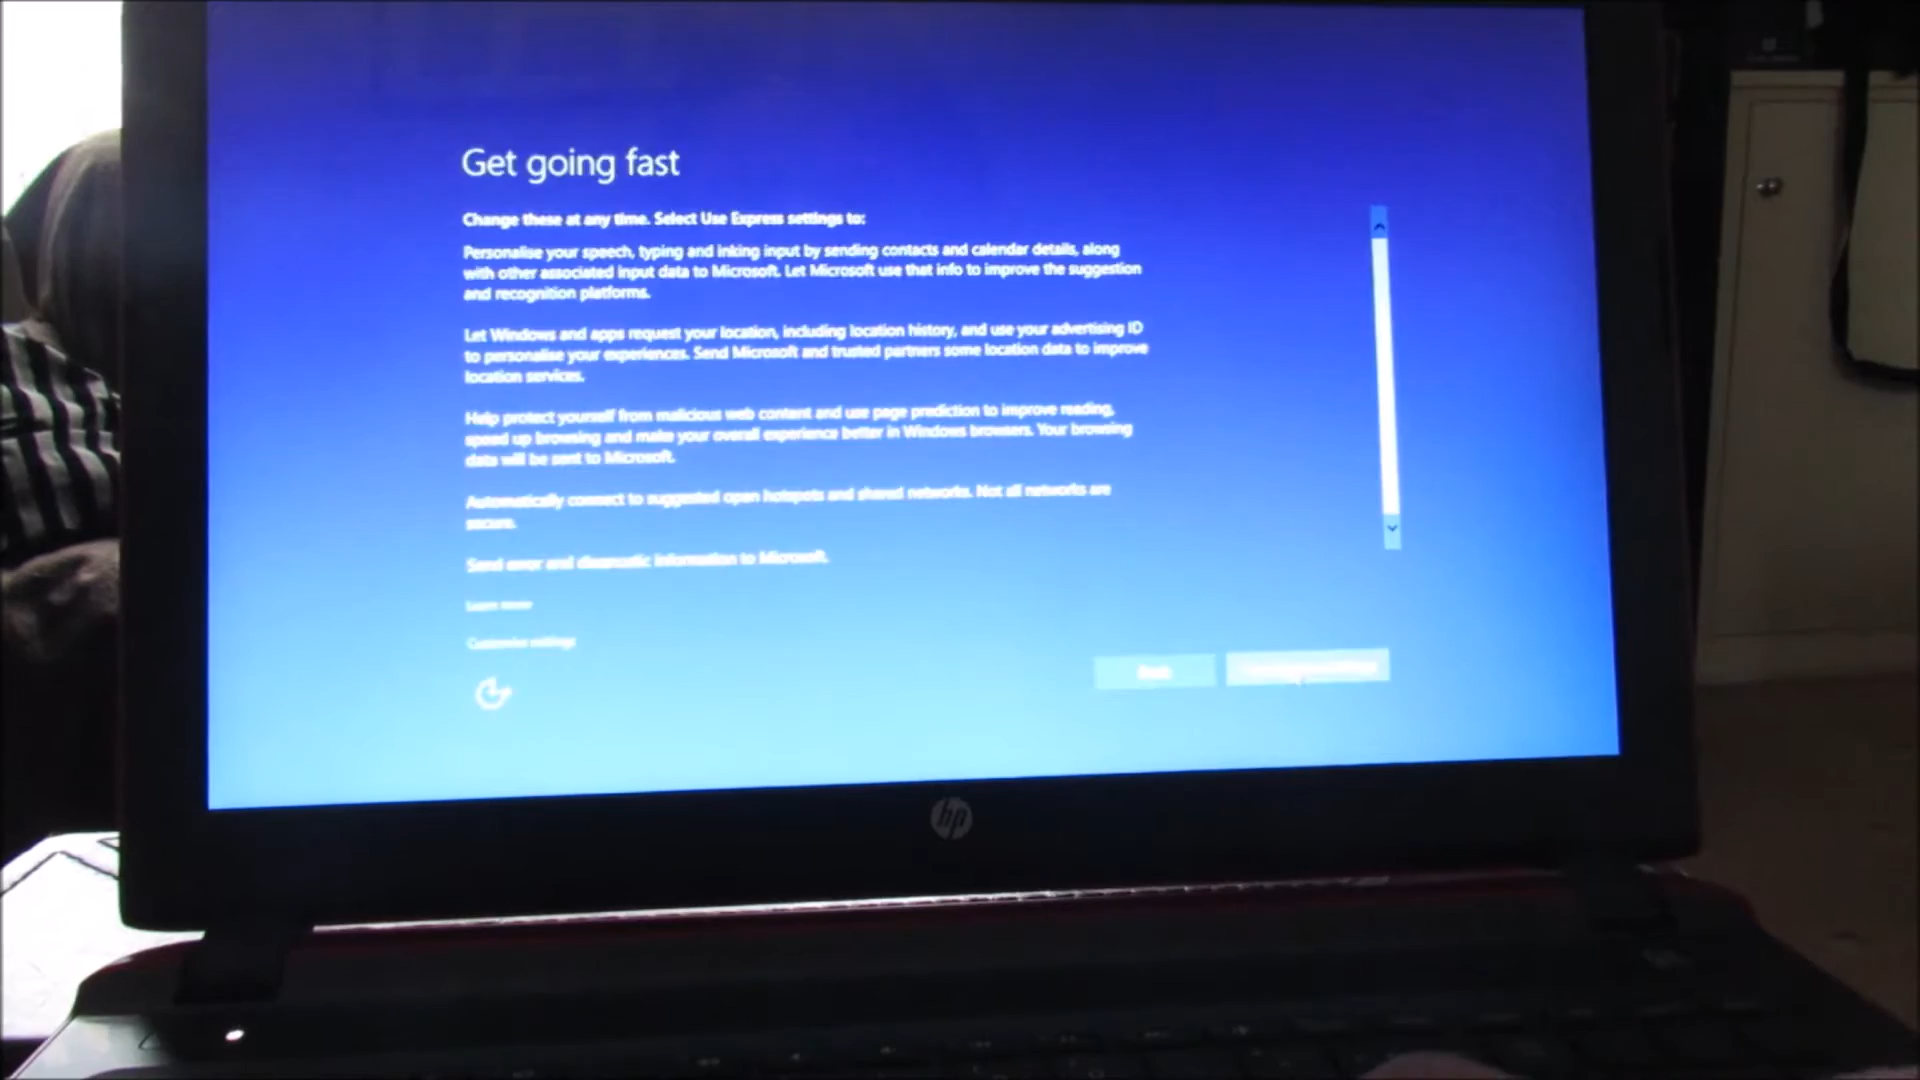 Get going fast
Change these at any time. Select Use Express settings to:
Personalise your speech, typing and inking input by sending contacts and calendar details, along
with other associated input data to Microsoft. Let Microsoft use that info to improve the suggestion
and recognition platforms.
Let Windows and apps request your location, including location history, and use your advertising ID
to personalise your experiences. Send Microsoft and trusted partners some location data to improve
location services.
Help protect yourself from malicious web content and use page prediction to improve reading,
speed up browsing and make your overall experience better in Windows browsers. Your browsing
data will be sent to Microsoft.
Automatically connect to suggested open hotspots and shared networks. Not all networks are
secure.
Send error and diagnostic information to Microsoft.
Learn more
Customise settings
Back
hp